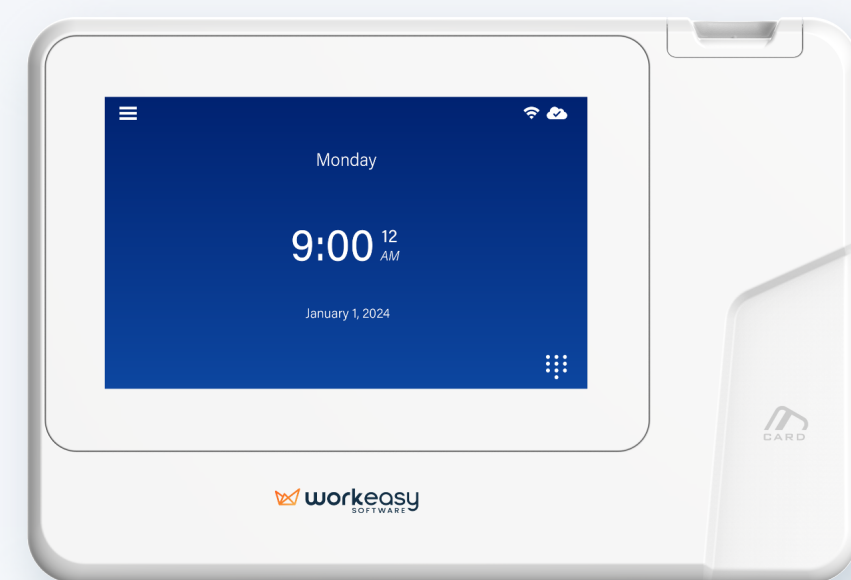 Monday
9:00 12
AM
January 1, 2024
CARD
workeasy
SOFTWARE